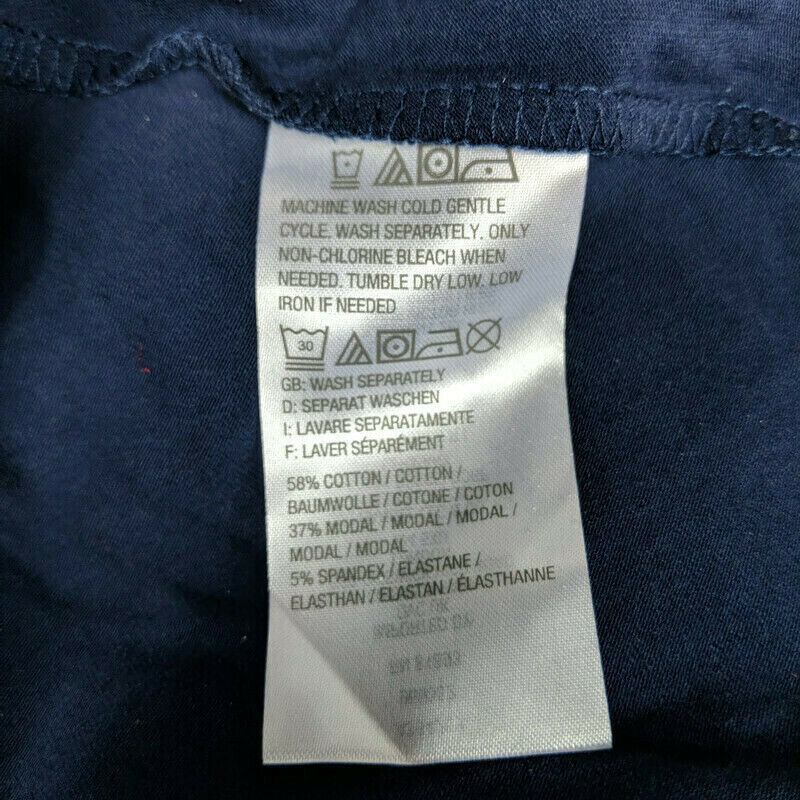 MACHINE WASH COLD GENTLE
CYCLE. WASH SEPARATELY. ONLY
NON-CHLORINE BLEACH WHEN
NEEDED. TUMBLE DRY LOW. LOW
IRON IF NEEDED
30
GB: WASH SEPARATELY
D: SEPARAT WASCHEN
I: LAVARE SEPARATAMENTE
F: LAVER SÉPARÉMENT
58% COTTON / COTTON /
BAUMWOLLE / COTONE / COTON
37% MODAL / MODAL / MODAL /
MODAL / MODAL
5% SPANDEX / ELASTANE /
ELASTHAN / ELASTAN / ÉLASTHANNE